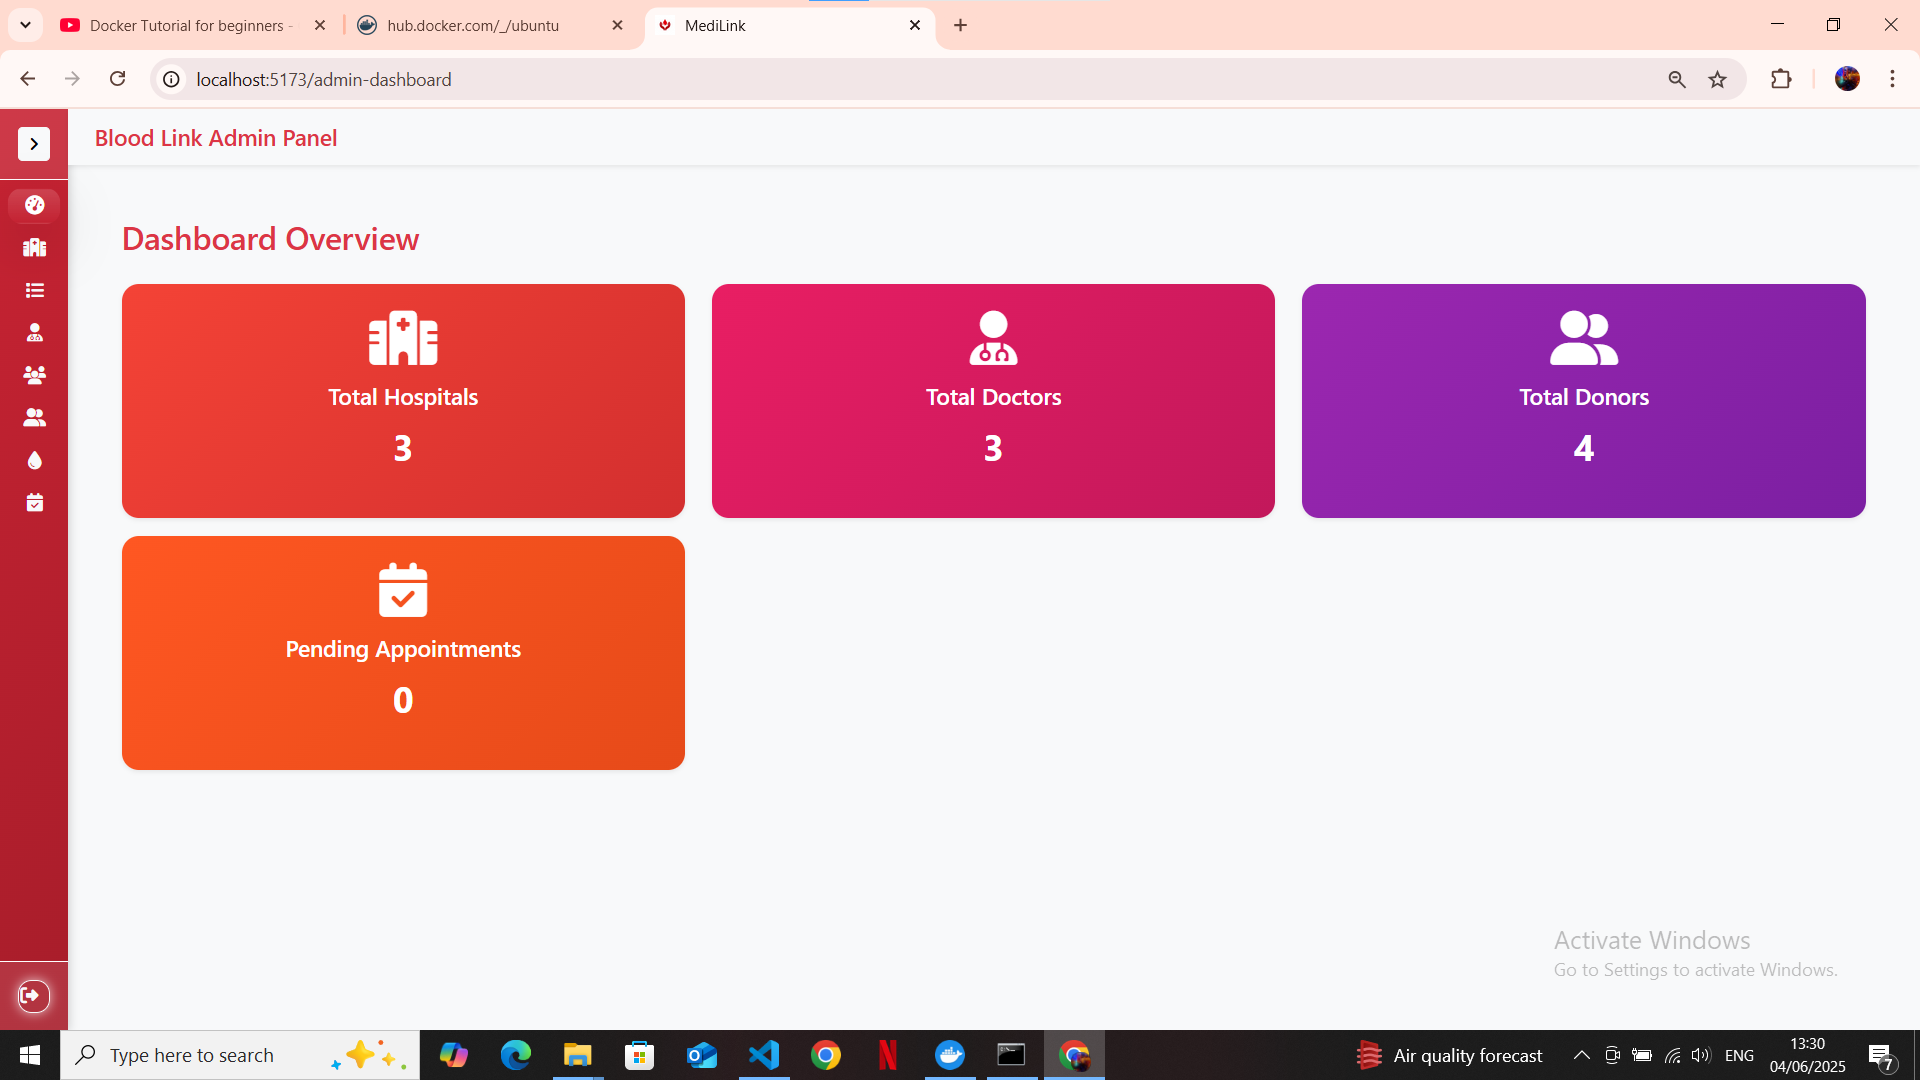 Docker Tutorial for beginners -
hub.docker.com/_/ubuntu
MediLink
localhost:5173/admin-dashboard
Blood Link Admin Panel
Dashboard Overview
Total Hospitals
3
Total Doctors
3
Total Donors
4
Pending Appointments
0
Activate Windows
Go to Settings to activate Windows.
Type here to search
Air quality forecast
ENG
13:30
04/06/2025
7